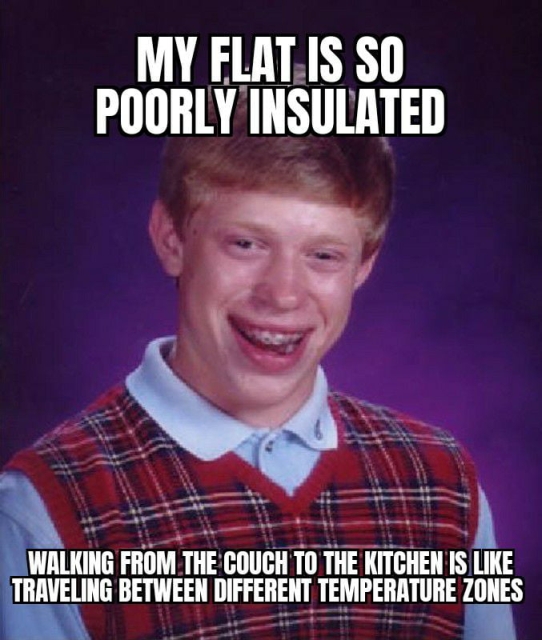 MY FLAT IS SO
POORLY INSULATED
WALKING FROM THE COUCH TO THE KITCHEN IS LIKE
TRAVELING BETWEEN DIFFERENT TEMPERATURE ZONES